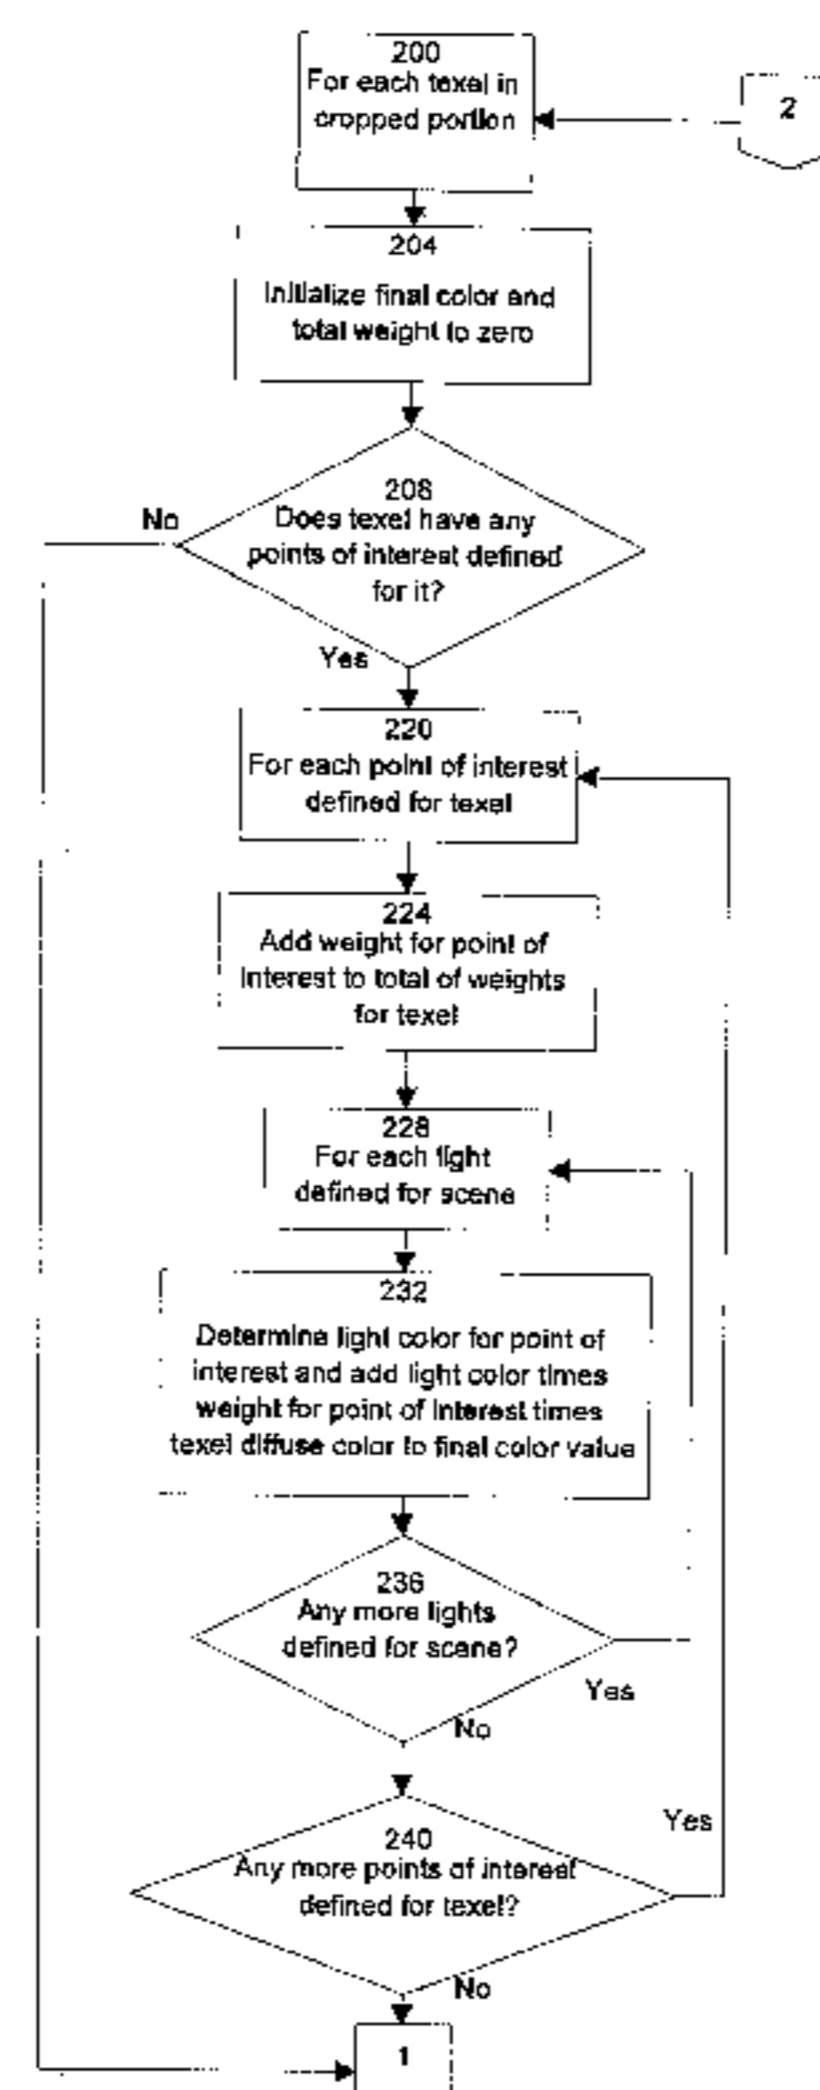 200
For each texel in
cropped portion
2
204
Initialize final color and
total weight to zero
208
Does texel have any
points of interest defined
for it?
No
Yes
220
For each point of interest
defined for texel
224
Add weight for point of
interest to total of weights
for texel
228
For each light
defined for scene
232
Determine light color for point of
interest and add light color times
weight for point of interest times
texel diffuse color to final color value
236
Any more lights
defined for scene?
Yes
No
240
Any more points of interest
defined for texel?
Yes
No
1